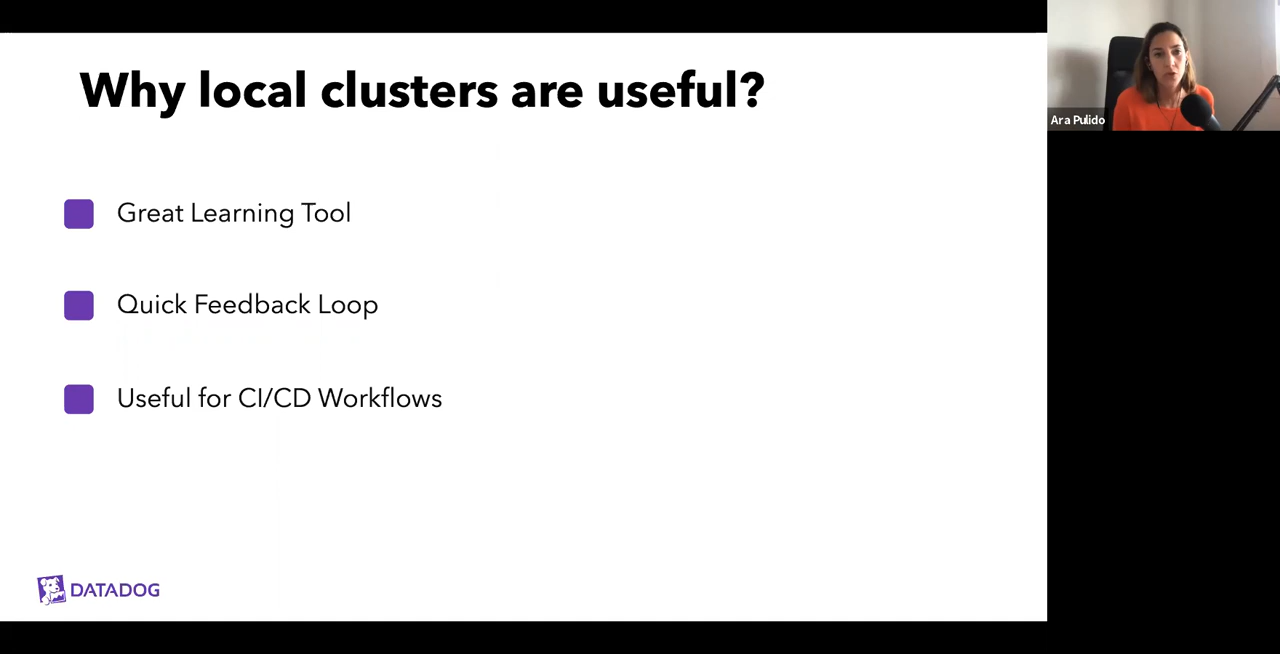 Why local clusters are useful?
Ara Pulido
Great Learning Tool
Quick Feedback Loop
Useful for CI/CD Workflows
DATADOG